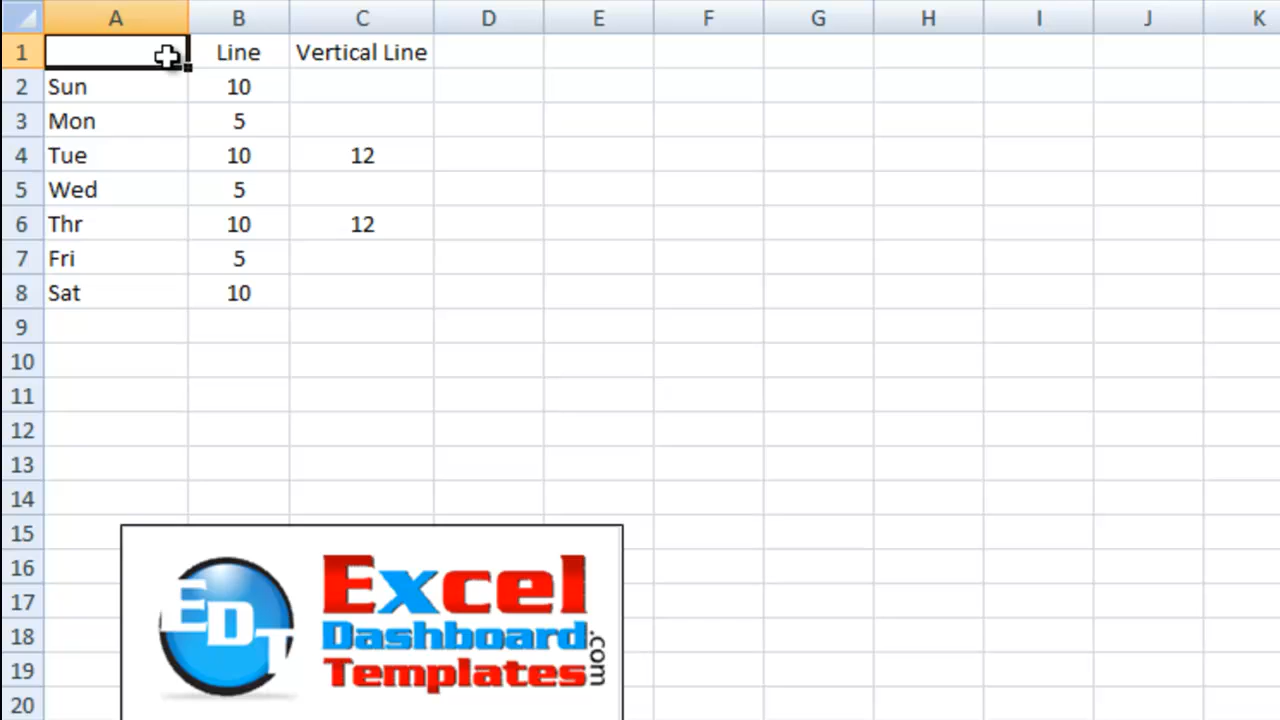 A B C D E F G H I J K
1 Line Vertical Line
2 Sun 10
3 Mon 5
4 Tue 10 12
5 Wed 5
6 Thr 10 12
7 Fri 5
8 Sat 10
9
10
11
12
13
14
15
16
17
18
19
20
EDT
Excel
Dashboard
Templates
.com